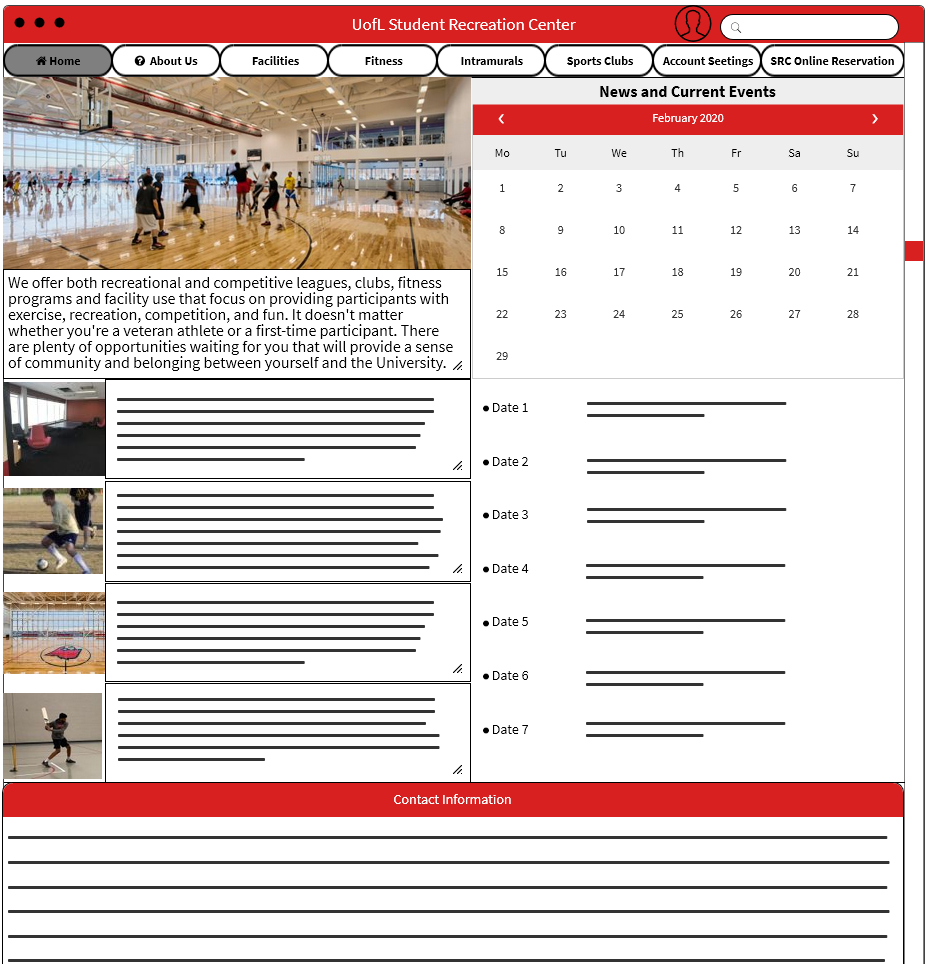 UofL Student Recreation Center
Home
About Us
Facilities
Fitness
Intramurals
Sports Clubs
Account Seetings
SRC Online Reservation
We offer both recreational and competitive leagues, clubs, fitness
programs and facility use that focus on providing participants with
exercise, recreation, competition, and fun. It doesn't matter
whether you're a veteran athlete or a first-time participant. There
are plenty of opportunities waiting for you that will provide a sense
of community and belonging between yourself and the University.
News and Current Events
February 2020
Mo Tu We Th Fr Sa Su
1 2 3 4 5 6 7
8 9 10 11 12 13 14
15 16 17 18 19 20 21
22 23 24 25 26 27 28
29
Date 1
Date 2
Date 3
Date 4
Date 5
Date 6
Date 7
Contact Information